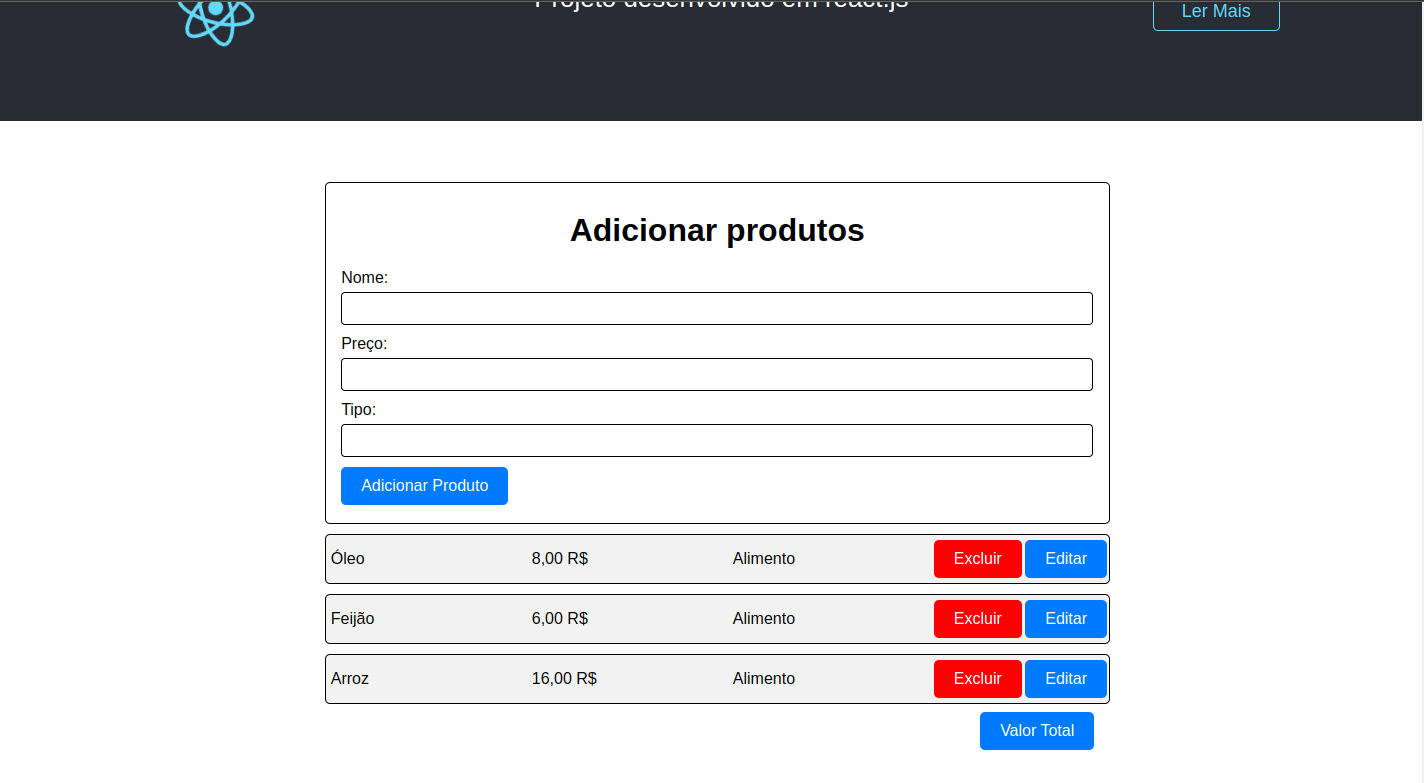 Projeto desenvolvido em react.js
Ler Mais
Adicionar produtos
Nome:
Preço:
Tipo:
Adicionar Produto
Óleo 8,00 R$ Alimento Excluir Editar
Feijão 6,00 R$ Alimento Excluir Editar
Arroz 16,00 R$ Alimento Excluir Editar
Valor Total